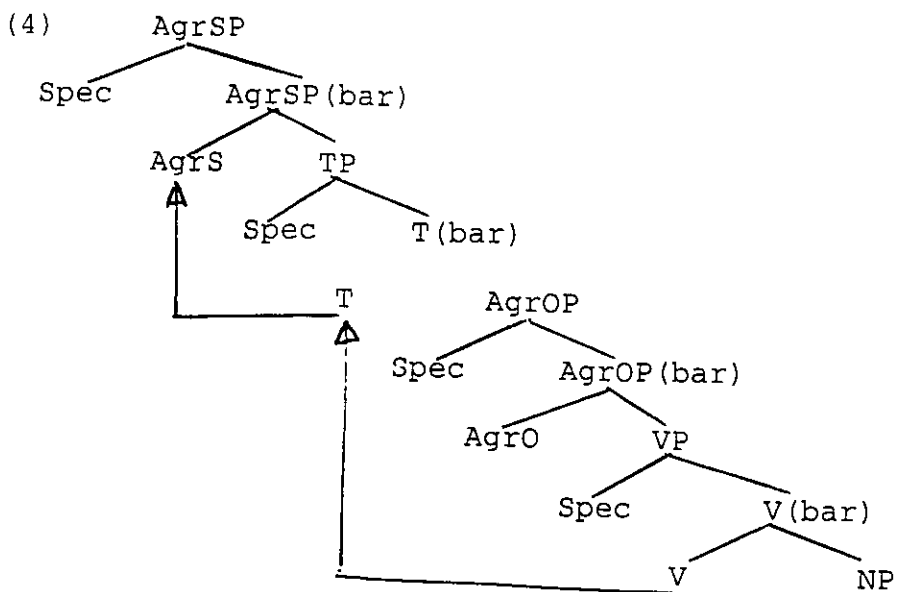 (4) AgrSP
Spec AgrSP(bar)
AgrS TP
Spec T(bar)
T AgrOP
Spec AgrOP(bar)
AgrO VP
Spec V(bar)
V NP